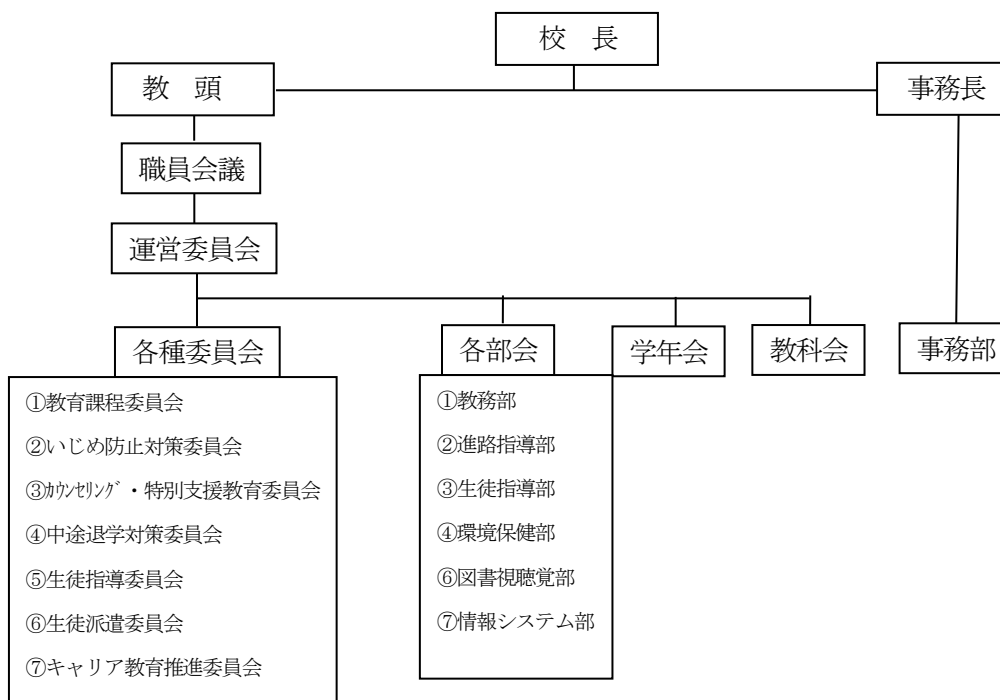 校　長
教　頭
事務長
職員会議
運営委員会
各種委員会
各部会
学年会
教科会
事務部
①教育課程委員会
②いじめ防止対策委員会
③ｶｳﾝｾﾘﾝｸﾞ・特別支援教育委員会
④中途退学対策委員会
⑤生徒指導委員会
⑥生徒派遣委員会
⑦キャリア教育推進委員会
①教務部
②進路指導部
③生徒指導部
④環境保健部
⑥図書視聴覚部
⑦情報システム部